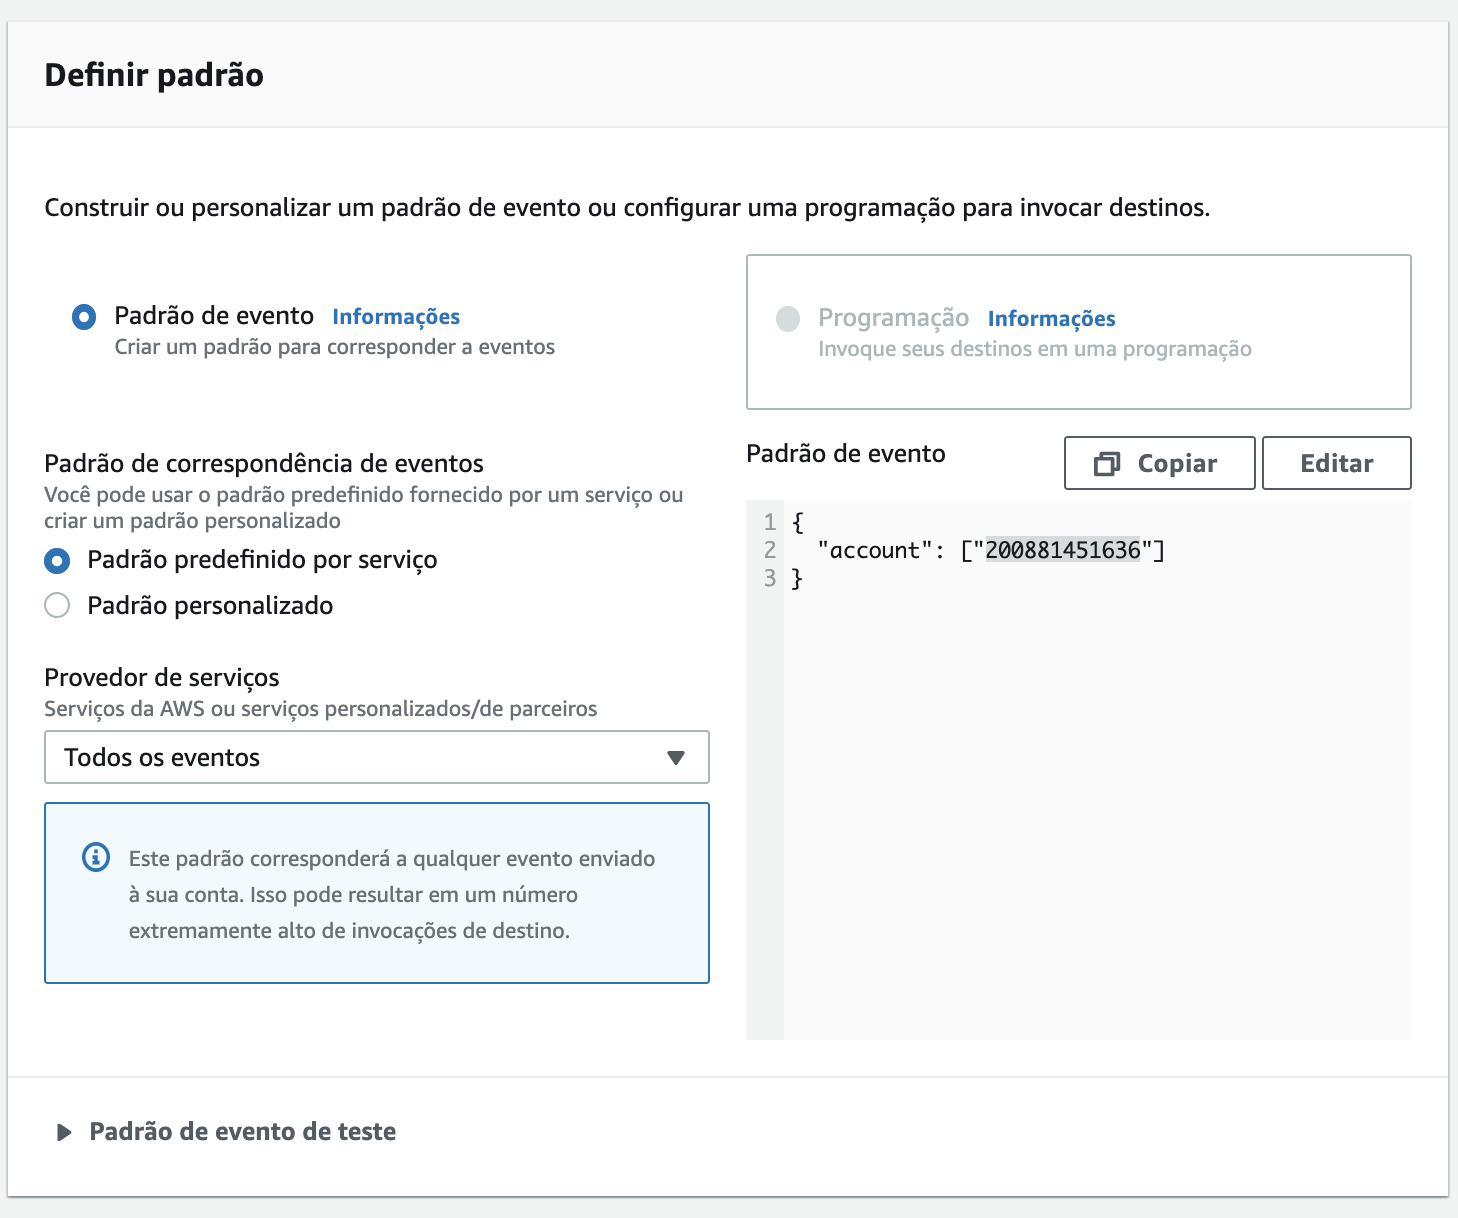 Definir padrão
Construir ou personalizar um padrão de evento ou configurar uma programação para invocar destinos.
Padrão de evento Informações
Criar um padrão para corresponder a eventos
Programação Informações
Invoque seus destinos em uma programação
Padrão de correspondência de eventos
Você pode usar o padrão predefinido fornecido por um serviço ou
criar um padrão personalizado
Padrão predefinido por serviço
Padrão personalizado
Provedor de serviços
Serviços da AWS ou serviços personalizados/de parceiros
Todos os eventos
Este padrão corresponderá a qualquer evento enviado
à sua conta. Isso pode resultar em um número
extremamente alto de invocações de destino.
Padrão de evento Copiar Editar
1 {
2   "account": ["200881451636"]
3 }
Padrão de evento de teste